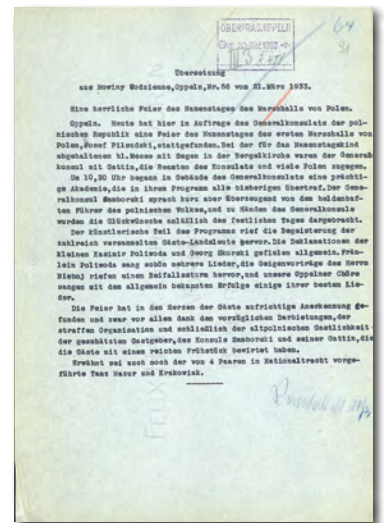 OBERPRÄS.OPPELN
64
Übersetzung
aus Nowiny Codzienne, Oppeln, Nr.66 vom 21.März 1933.
Eine herrliche Feier des Namenstages des Marschalls von Polen.
Oppeln. Heute hat hier im Auftrage des Generalkonsulats der pol-
nischen Republik eine Feier des Namenstages des ersten Marschalls von
Polen,Josef Pilsudski,stattgefunden.Bei der für das Namenstagskind
abgehaltenen hl.Messe mit Segen in der Bergelkirche waren der General
konsul mit Gattin,die Beamten des Konsulats und viele Polen zugegen.
Um 10,30 Uhr begann im Gebäude des Generalkonsulats eine prächti-
ge Akademie,die in ihrem Programm alle bisherigen übertraf.Der Gene-
ralkonsul Samborski sprach kurz aber überzeugend von dem heldenhaf-
ten Führer des polnischen Volkes,und zu Händen des Generalkonsuls
wurden die Glückwünsche anläßlich des festlichen Tages dargebracht.
Der künstlerische Teil des Programms rief die Begeisterung der
zahlreich versammelten Gäste-Landsleute hervor.Die Deklamationen der
kleinen Kasimir Poliwoda und Georg Skorski gefielen allgemein.Fräu-
lein Poliwoda sang schön mehrere Lieder,die Geigenvorträge des Herrn
Nieboj riefen einen Beifallssturm hervor,und unsere Oppelner Chöre
sangen mit dem allgemein bekannten Erfolge einige ihrer besten Lie-
der.
Die Feier hat in den Herzen der Gäste aufrichtige Anerkennung ge-
funden und zwar vor allem dank den vorzüglichen Darbietungen,der
straffen Organisation und schließlich der altpolnischen Gastlichkeit
der geschätzten Gastgeber,des Konsuls Samborski und seiner Gattin,die
die Gäste mit einem reichen Frühstück bewirtet haben.
Erwähnt sei auch noch der von 4 Paaren in Nationaltracht vorge-
führte Tanz Mazur und Krakowiak.